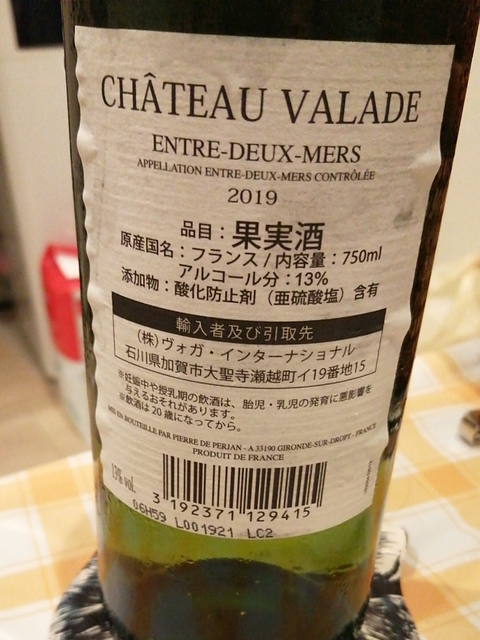 CHÂTEAU VALADE
ENTRE-DEUX-MERS
APPELLATION ENTRE-DEUX-MERS CONTRÔLÉE
2019
品目：果実酒
原産国名：フランス / 内容量：750ml
アルコール分：13%
添加物：酸化防止剤（亜硫酸塩）含有
輸入者及び引取先
(株)ヴォガ・インターナショナル
石川県加賀市大聖寺瀬越町イ19番地15
※妊娠中や授乳期の飲酒は、胎児・乳児の発育に悪影響を
与えるおそれがあります。
※飲酒は20歳になってから。
MIS EN BOUTEILLE PAR PIERRE DE PERJAN - A 33190 GIRONDE-SUR-DROPT - FRANCE
PRODUIT DE FRANCE
13% vol.
3 192371 129415
06H59 L001921 LC2